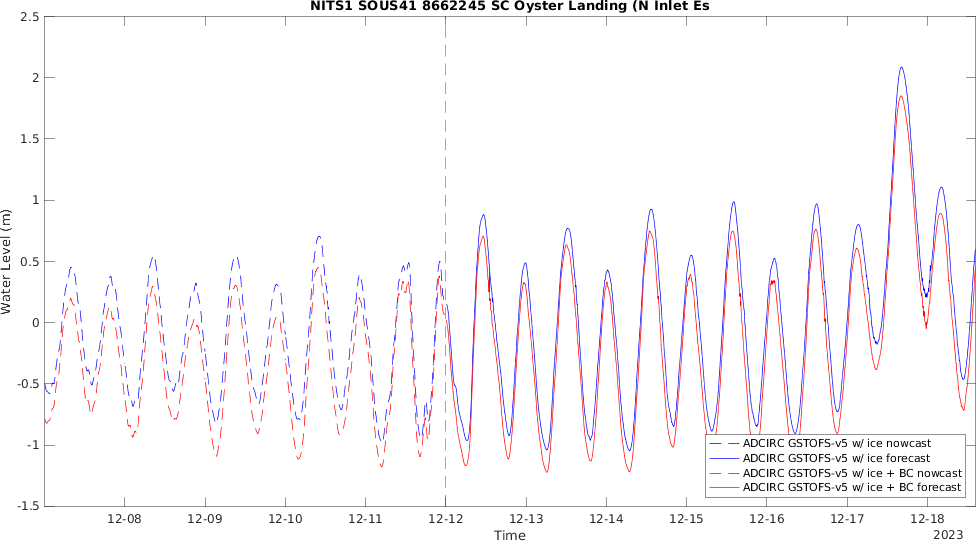 NITS1 SOUS41 8662245 SC Oyster Landing (N Inlet Es
2.5
2
1.5
1
0.5
0
-0.5
-1
-1.5
Water Level (m)
ADCIRC GSTOFS-v5 w/ ice nowcast
ADCIRC GSTOFS-v5 w/ ice forecast
ADCIRC GSTOFS-v5 w/ ice + BC nowcast
ADCIRC GSTOFS-v5 w/ ice + BC forecast
12-08 12-09 12-10 12-11 12-12 12-13 12-14 12-15 12-16 12-17 12-18
Time
2023